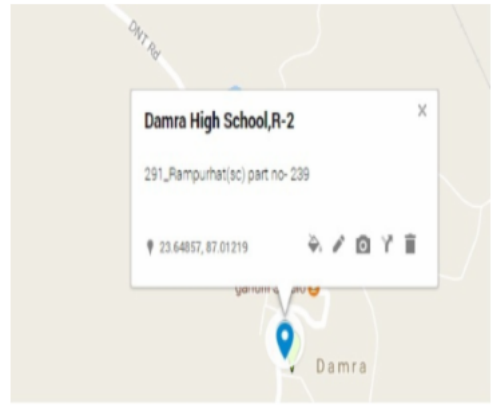 DNT Rd
Damra High School,R-2
X
291_Rampurhat(sc) part no- 239
23.64857, 87.01219
Damra